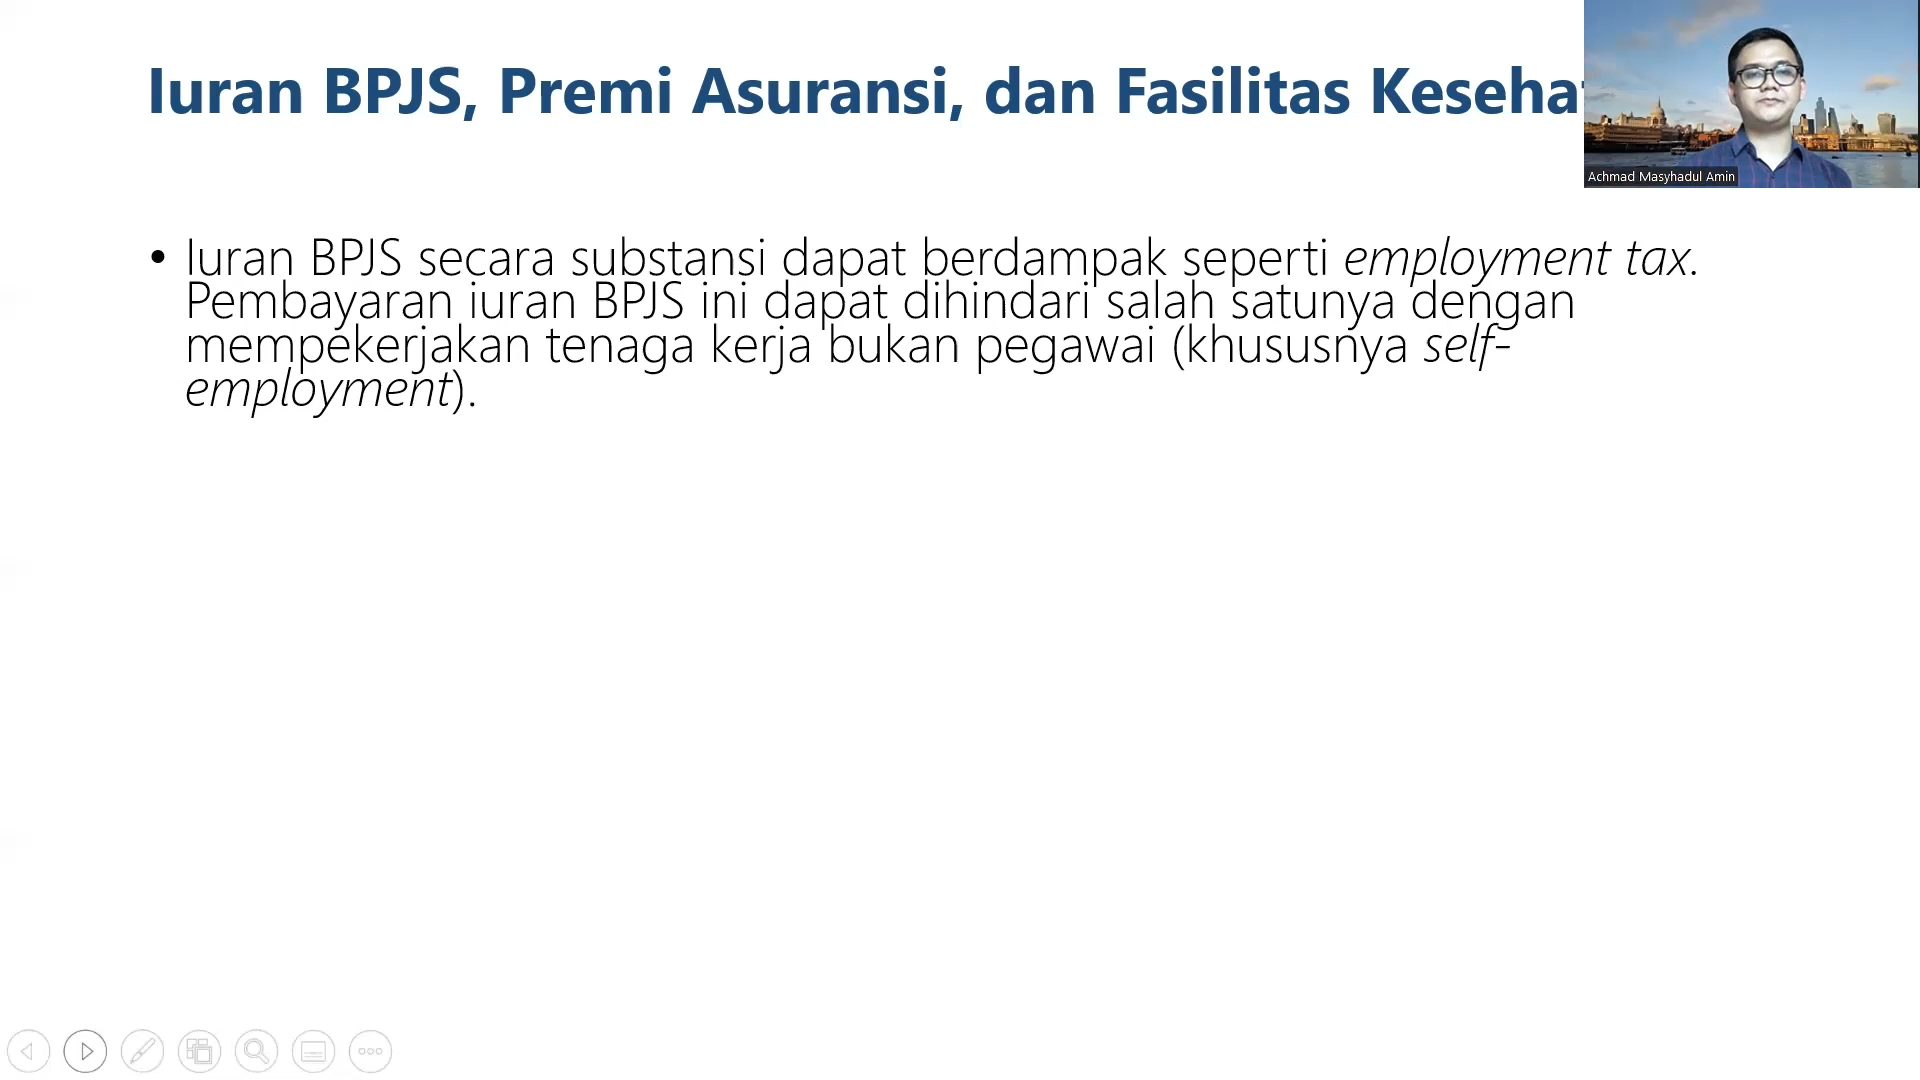 Iuran BPJS, Premi Asuransi, dan Fasilitas
Achmad Masyhadul Amin
• Iuran BPJS secara substansi dapat berdampak seperti employment tax.
Pembayaran iuran BPJS ini dapat dihindari salah satunya dengan
mempekerjakan tenaga kerja bukan pegawai (khususnya self-
employment).